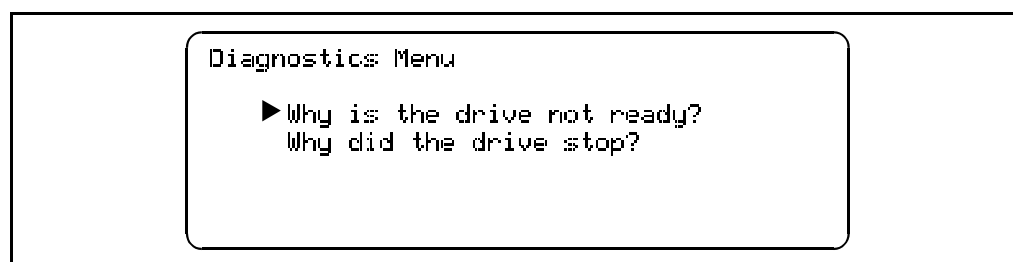 Diagnostics Menu
▶Why is the drive not ready?
Why did the drive stop?